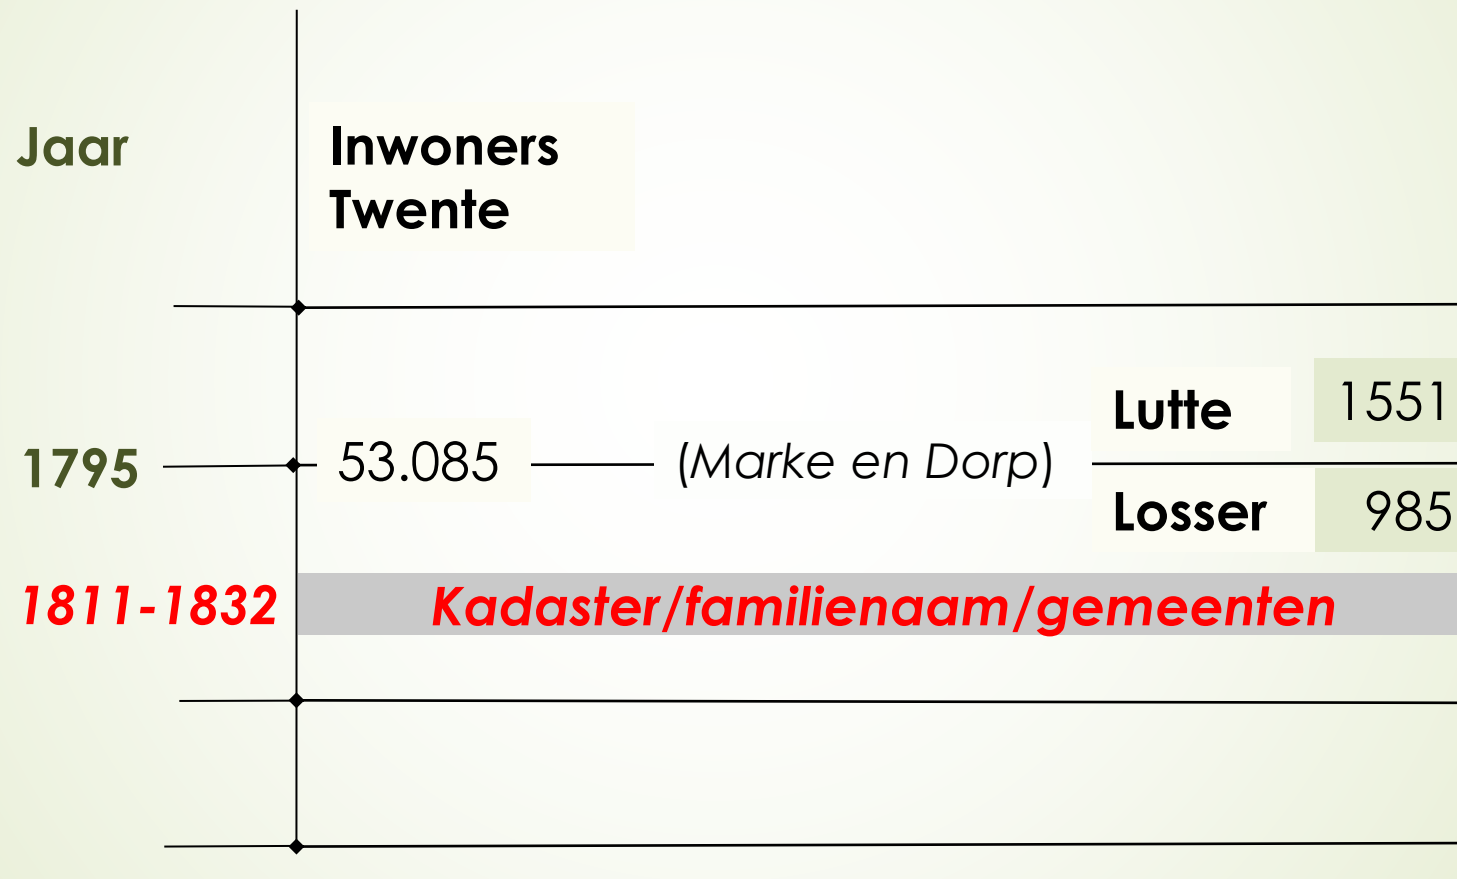 Jaar
Inwoners
Twente
Lutte 1551
1795 53.085 (Marke en Dorp)
Losser 985
1811-1832 Kadaster/familienaam/gemeenten